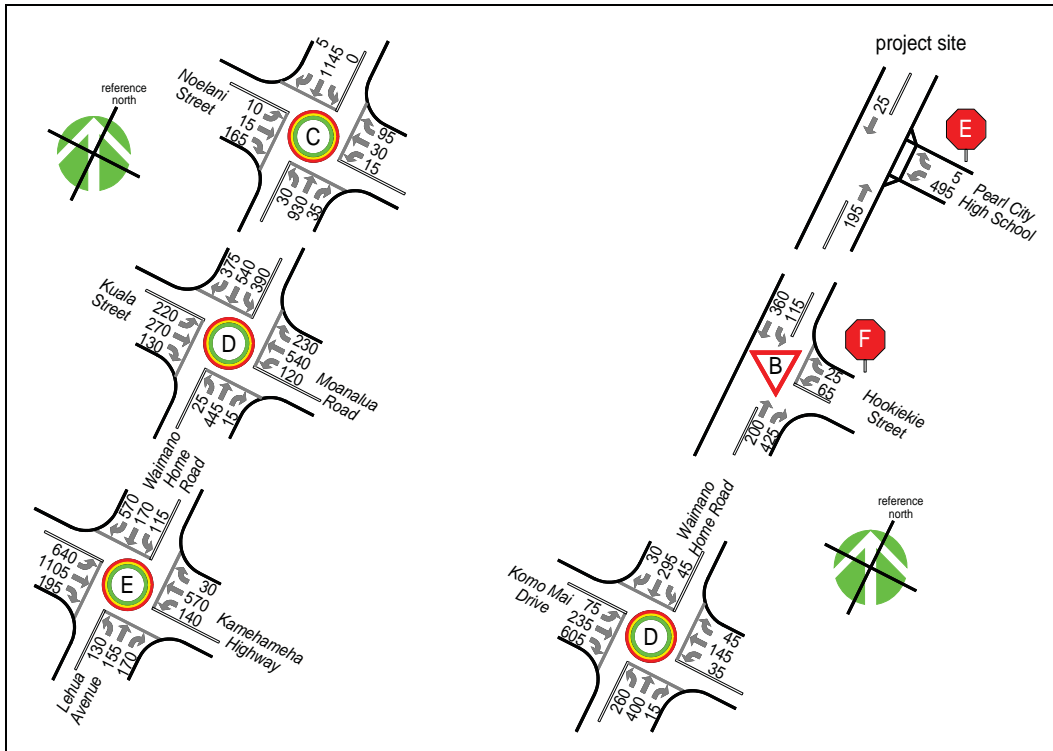 reference
north
Noelani
Street
5
1145
0
10
15
165
C
95
30
15
30
930
35
Kuala
Street
375
540
390
220
270
130
D
230
540
120
25
445
15
Moanalua
Road
Waimano
Home
Road
570
170
115
640
1105
195
E
30
570
140
130
155
170
Kamehameha
Highway
Lehua
Avenue
project site
25
E
5
495
195
Pearl City
High School
360
115
B
F
25
65
200
425
Hookiekie
Street
Waimano
Home Road
30
295
45
Komo Mai
Drive
75
235
605
D
45
145
35
260
400
15
reference
north